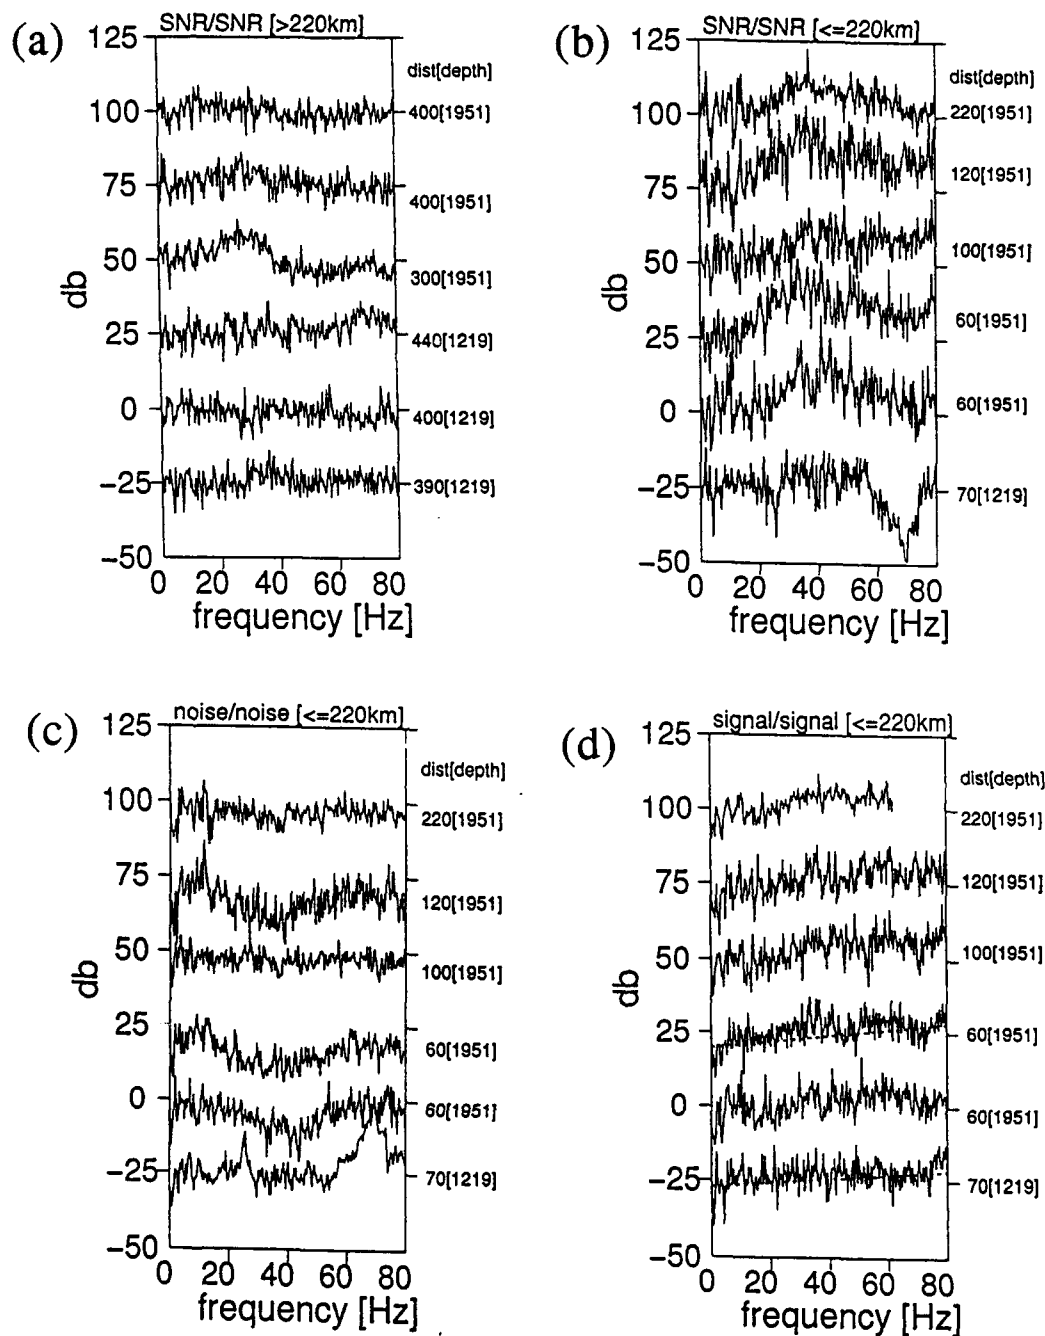 (a)
SNR/SNR [>220km]
125
100
75
50
25
0
−25
−50
db
dist[depth]
400[1951]
400[1951]
300[1951]
440[1219]
400[1219]
390[1219]
0 20 40 60 80
frequency [Hz]
(b)
SNR/SNR [<=220km]
125
100
75
50
25
0
−25
−50
db
dist[depth]
220[1951]
120[1951]
100[1951]
60[1951]
60[1951]
70[1219]
0 20 40 60 80
frequency [Hz]
(c)
noise/noise [<=220km]
125
100
75
50
25
0
−25
−50
db
dist[depth]
220[1951]
120[1951]
100[1951]
60[1951]
60[1951]
70[1219]
0 20 40 60 80
frequency [Hz]
(d)
signal/signal [<=220km]
125
100
75
50
25
0
−25
−50
db
dist[depth]
220[1951]
120[1951]
100[1951]
60[1951]
60[1951]
70[1219]
0 20 40 60 80
frequency [Hz]